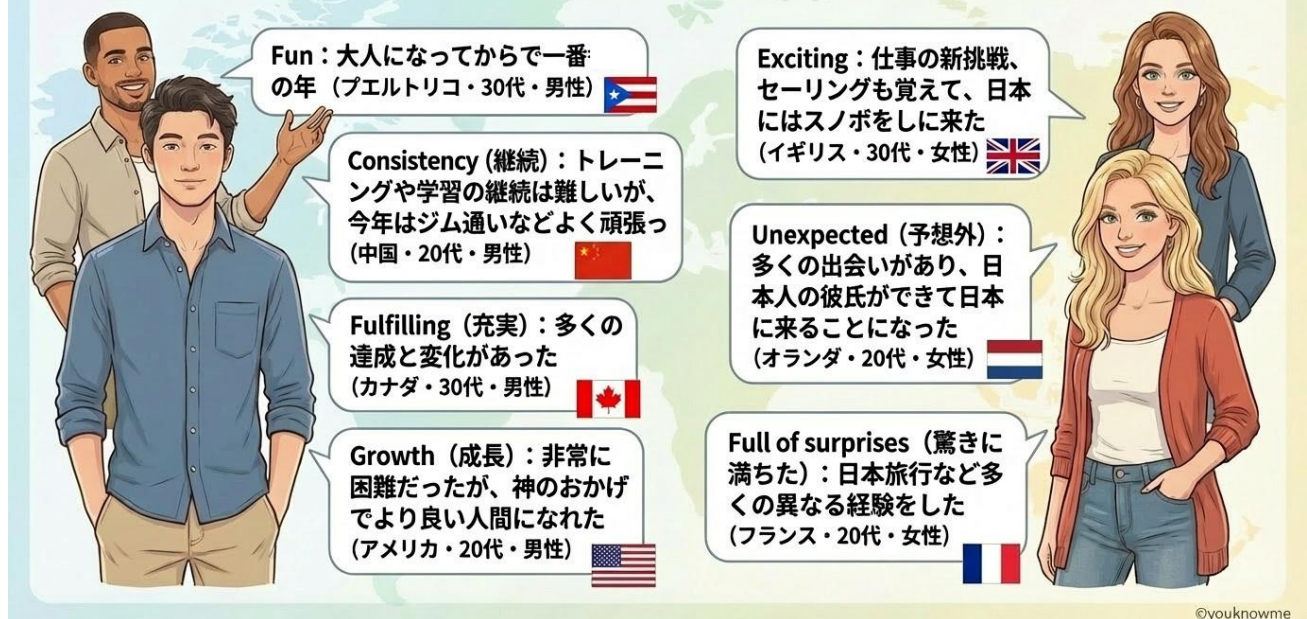 Fun：大人になってからで一番
の年（プエルトリコ・30代・男性）
Consistency（継続）：トレーニ
ングや学習の継続は難しいが、
今年はジム通いなどよく頑張っ
（中国・20代・男性）
Fulfilling（充実）：多くの
達成と変化があった
（カナダ・30代・男性）
Growth（成長）：非常に
困難だったが、神のおかげ
でより良い人間になれた
（アメリカ・20代・男性）
Exciting：仕事の新挑戦、
セーリングも覚えて、日本
にはスノボをしに来た
（イギリス・30代・女性）
Unexpected（予想外）：
多くの出会いがあり、日
本人の彼氏ができて日本
に来ることになった
（オランダ・20代・女性）
Full of surprises（驚きに
満ちた）：日本旅行など多
くの異なる経験をした
（フランス・20代・女性）
©youknowme